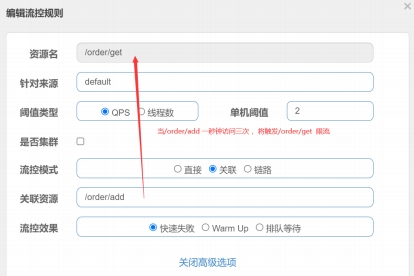 编辑流控规则
资源名 /order/get
针对来源 default
阈值类型 QPS 线程数 单机阈值 2
当/order/add 一秒钟访问三次，将触发/order/get 限流
是否集群
流控模式 直接 关联 链路
关联资源 /order/add
流控效果 快速失败 Warm Up 排队等待
关闭高级选项